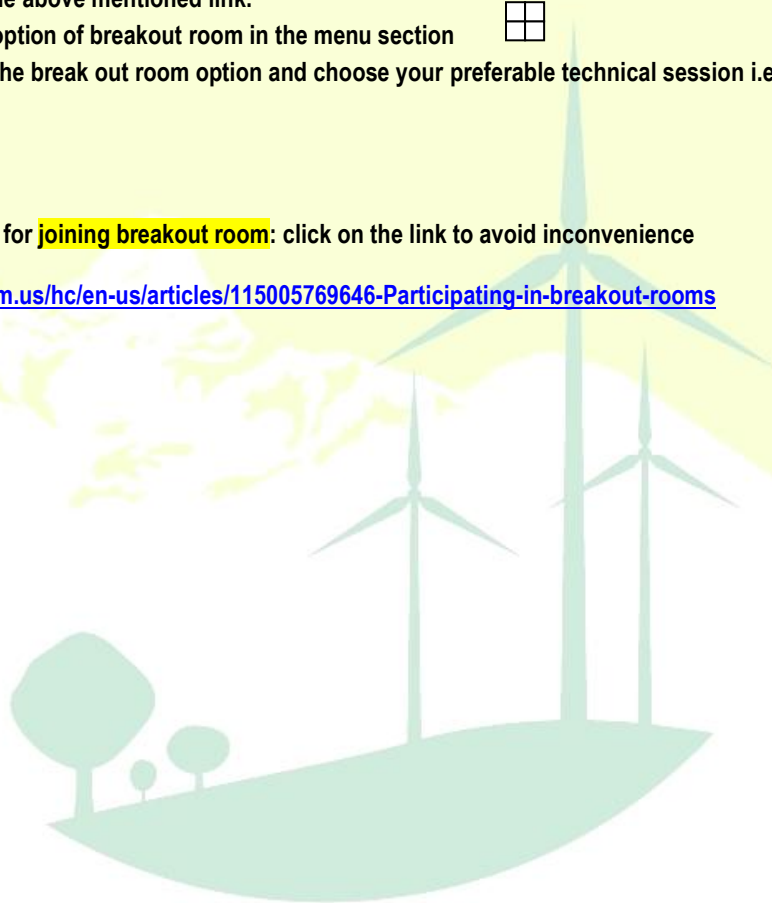 above mentioned link.
option of breakout room in the menu section
the break out room option and choose your preferable technical session i.e
for joining breakout room: click on the link to avoid inconvenience
m.us/hc/en-us/articles/115005769646-Participating-in-breakout-rooms